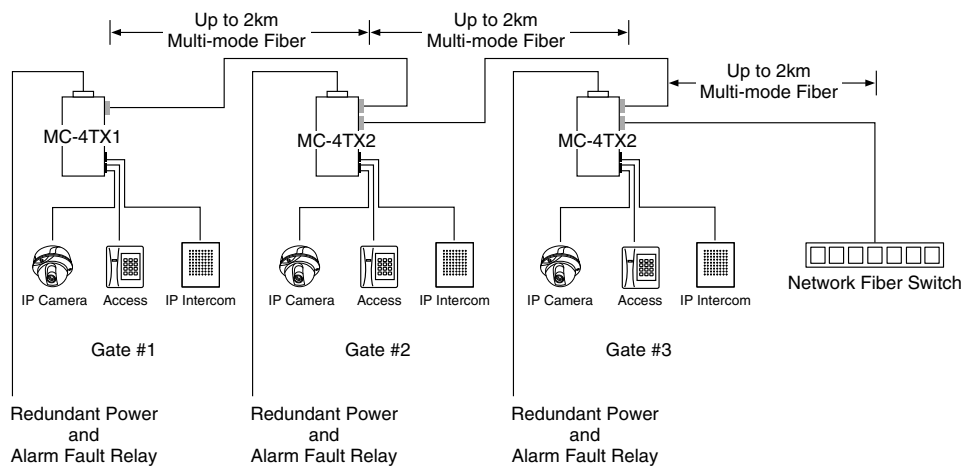 Up to 2km
Multi-mode Fiber
Up to 2km
Multi-mode Fiber
Up to 2km
Multi-mode Fiber
MC-4TX1
MC-4TX2
MC-4TX2
IP Camera
Access
IP Intercom
IP Camera
Access
IP Intercom
IP Camera
Access
IP Intercom
Network Fiber Switch
Gate #1
Gate #2
Gate #3
Redundant Power
and
Alarm Fault Relay
Redundant Power
and
Alarm Fault Relay
Redundant Power
and
Alarm Fault Relay